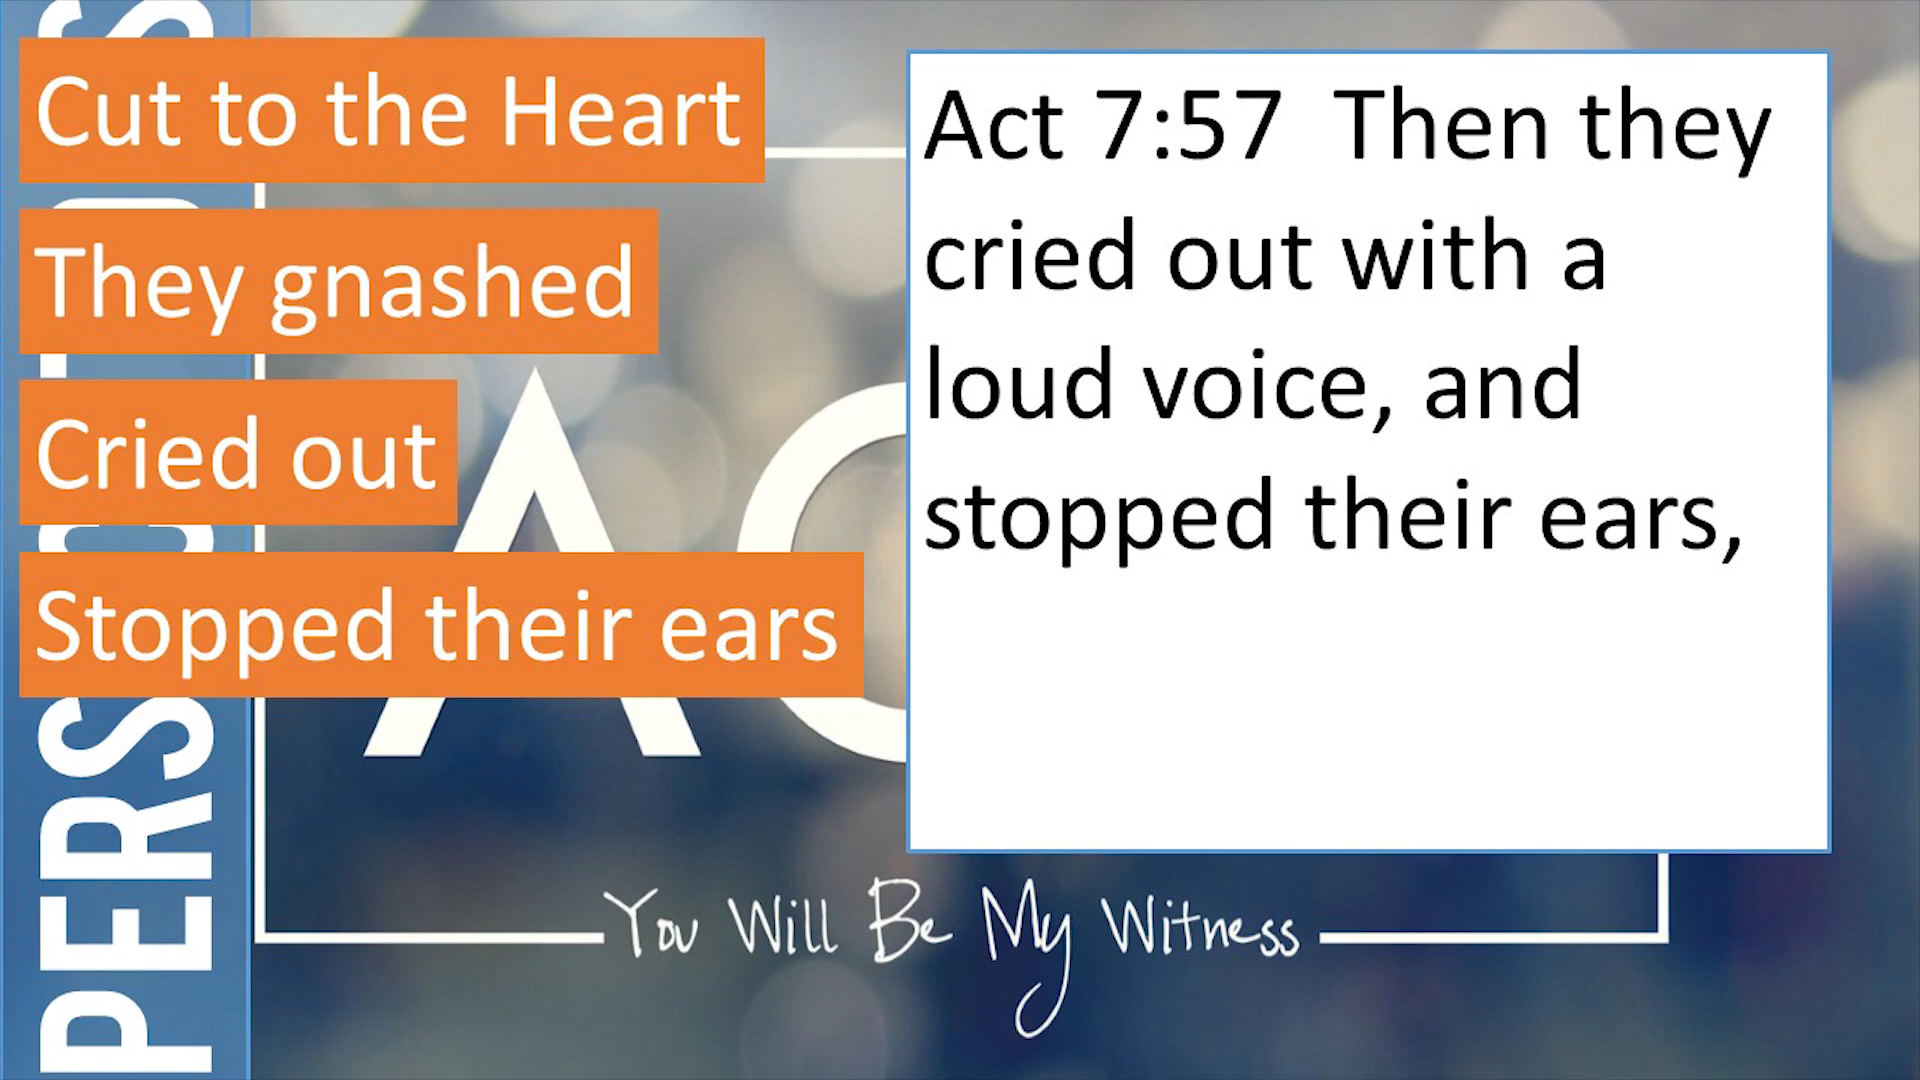 Cut to the Heart
They gnashed
Cried out
Stopped their ears
Act 7:57  Then they
cried out with a
loud voice, and
stopped their ears,
You Will Be My Witness